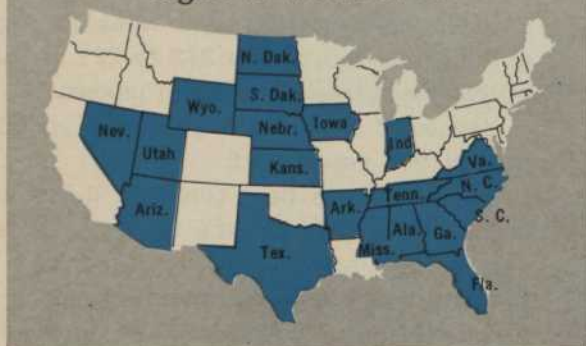 N. Dak.
S. Dak.
Wyo.
Nebr.
Iowa
Nev.
Utah
Ind.
Kans.
Va.
N. C.
Tenn.
Ariz.
Ark.
S. C.
Ala.
Ga.
Miss.
Tex.
Fla.